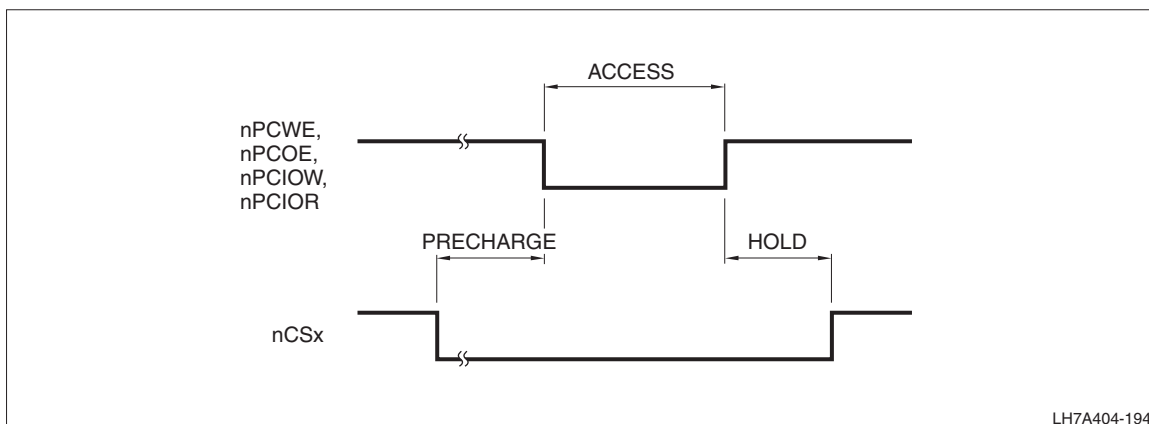 ACCESS
nPCWE,
nPCOE,
nPCIOW,
nPCIOR
PRECHARGE
HOLD
nCSx
LH7A404-194